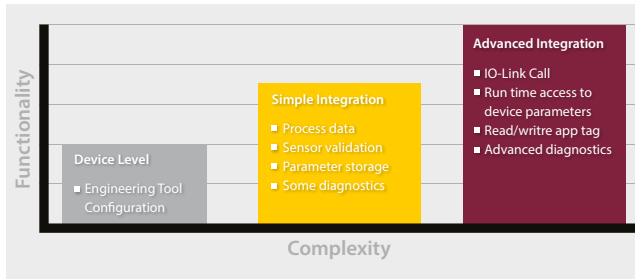 Functionality
Device Level
Engineering Tool
Configuration
Simple Integration
Process data
Sensor validation
Parameter storage
Some diagnostics
Advanced Integration
IO-Link Call
Run time access to
device parameters
Read/writre app tag
Advanced diagnostics
Complexity